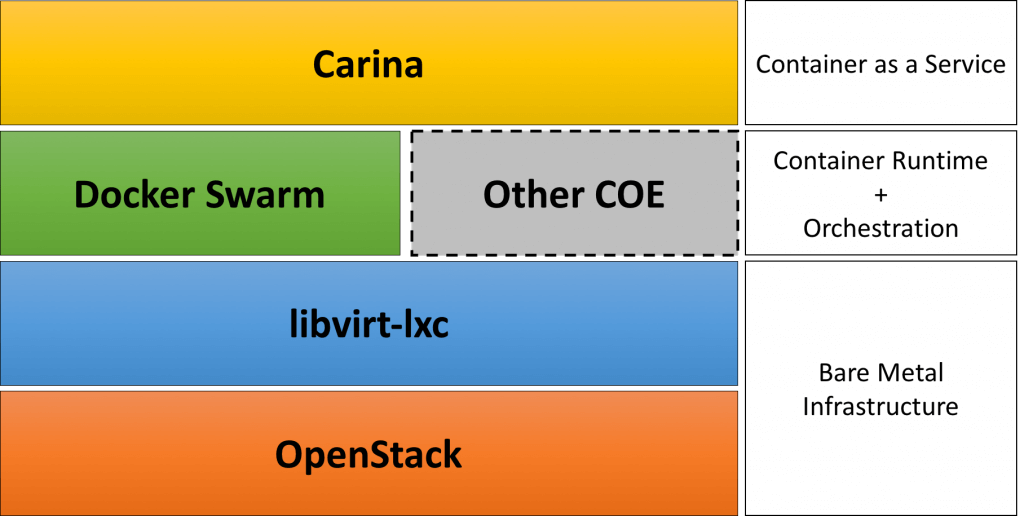 Carina
Container as a Service
Docker Swarm
Other COE
Container Runtime
+
Orchestration
libvirt-lxc
Bare Metal
Infrastructure
OpenStack